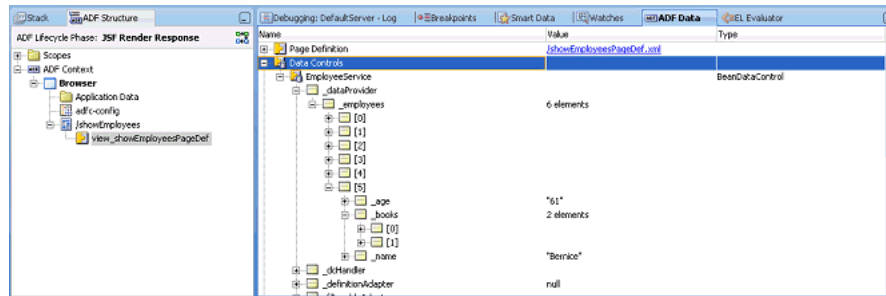 Stack
ADF Structure
ADF Lifecycle Phase: JSF Render Response
Scopes
ADF Context
Browser
Application Data
adfc-config
/showEmployees
view_showEmployeesPageDef
Debugging: DefaultServer - Log
Breakpoints
Smart Data
Watches
ADF Data
EL Evaluator
Name Value Type
Page Definition /showEmployeesPageDef.xml
Data Controls
EmployeeService BeanDataControl
_dataProvider
_employees 6 elements
[0]
[1]
[2]
[3]
[4]
[5]
_age "61"
_books 2 elements
[0]
[1]
_name "Bernice"
_dcHandler
_definitionAdapter null